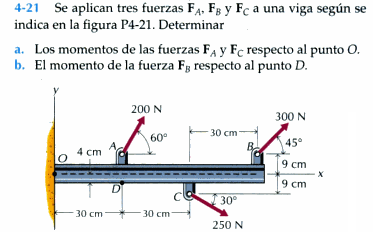 4-21 Se aplican tres fuerzas F_A, F_B y F_C a una viga según se
indica en la figura P4-21. Determinar
a. Los momentos de las fuerzas F_A y F_C respecto al punto O.
b. El momento de la fuerza F_B respecto al punto D.
y
200 N
300 N
60°
30 cm
45°
4 cm
A
B
O
9 cm
x
9 cm
D
C
30°
30 cm
30 cm
250 N